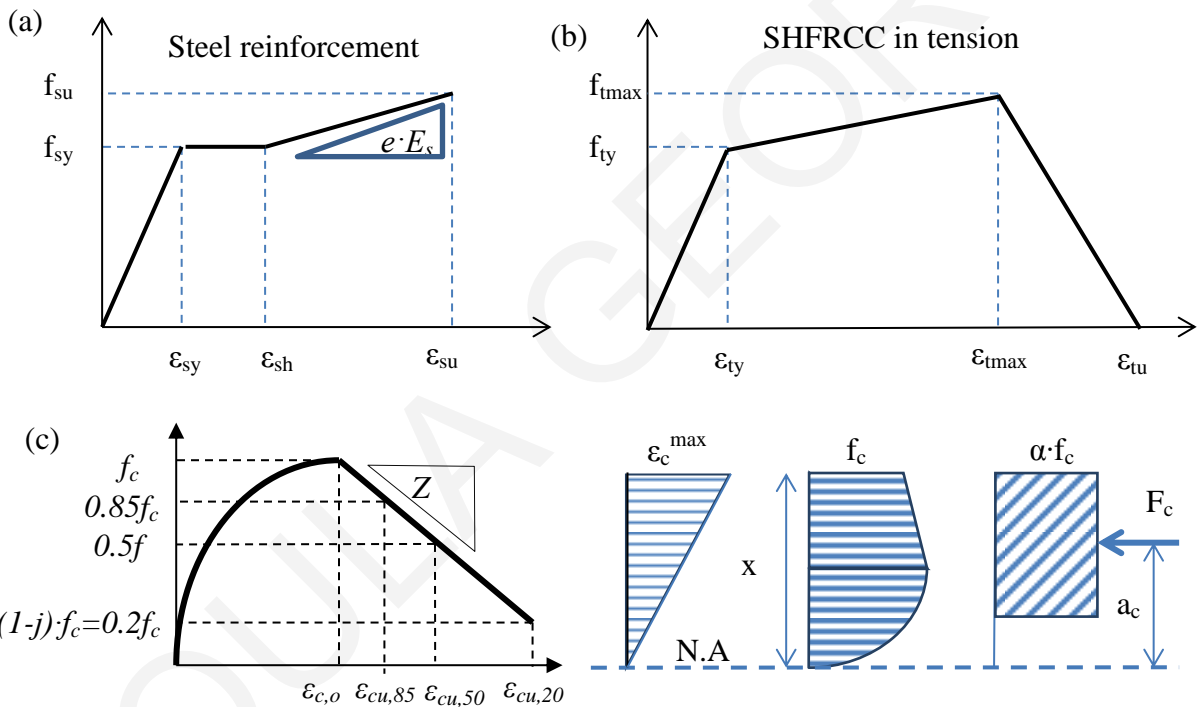 (a)
Steel reinforcement
f_su
f_sy
e·E_s
ε_sy
ε_sh
ε_su
(b)
SHFRCC in tension
f_tmax
f_ty
ε_ty
ε_tmax
ε_tu
(c)
f_c
0.85f_c
0.5f
(1-j)·f_c=0.2f_c
Z
ε_c,o
ε_cu,85
ε_cu,50
ε_cu,20
ε_c^max
x
N.A
f_c
α·f_c
F_c
a_c
OULA GEOR